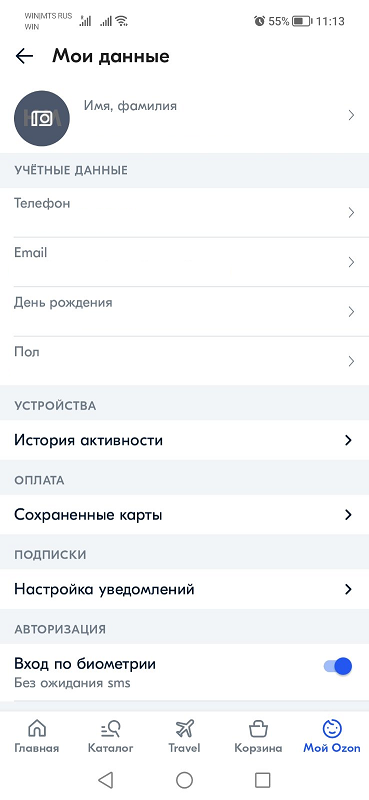 WIN|MTS RUS
WIN
55% 11:13
Мои данные
Имя, фамилия
УЧЁТНЫЕ ДАННЫЕ
Телефон
Email
День рождения
Пол
УСТРОЙСТВА
История активности
ОПЛАТА
Сохраненные карты
ПОДПИСКИ
Настройка уведомлений
АВТОРИЗАЦИЯ
Вход по биометрии
Без ожидания sms
Главная Каталог Travel Корзина Мой Ozon